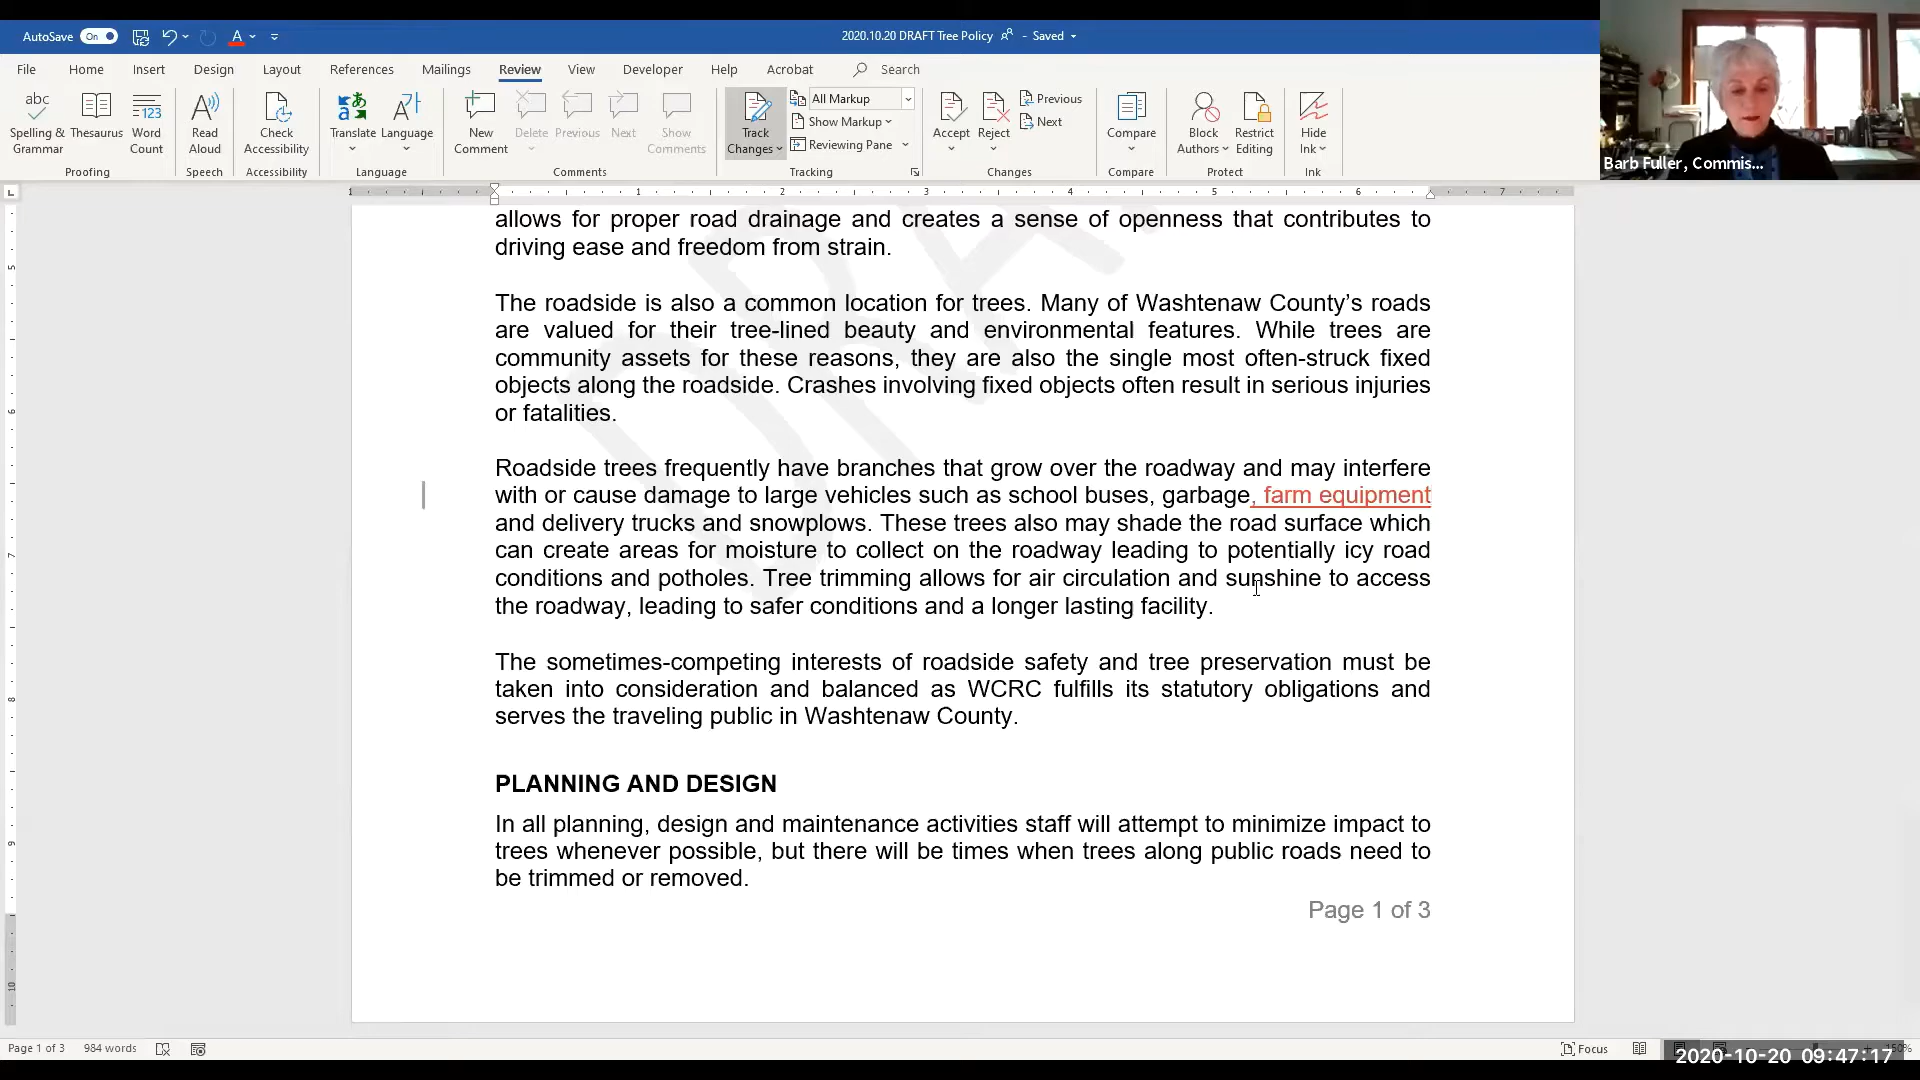 AutoSave On
2020.10.20 DRAFT Tree Policy - Saved
File Home Insert Design Layout References Mailings Review View Developer Help Acrobat Search
Spelling & Grammar
Thesaurus
Word Count
Proofing
Read Aloud
Speech
Check Accessibility
Accessibility
Translate
Language
Language
New Comment
Delete
Previous
Next
Show Comments
Comments
Track Changes
All Markup
Show Markup
Reviewing Pane
Tracking
Accept
Reject
Previous
Next
Changes
Compare
Compare
Block Authors
Restrict Editing
Protect
Hide Ink
Ink
Barb Fuller, Commis...
1 1 2 3 4 5 6 7
allows for proper road drainage and creates a sense of openness that contributes to
driving ease and freedom from strain.
The roadside is also a common location for trees. Many of Washtenaw County’s roads
are valued for their tree-lined beauty and environmental features. While trees are
community assets for these reasons, they are also the single most often-struck fixed
objects along the roadside. Crashes involving fixed objects often result in serious injuries
or fatalities.
Roadside trees frequently have branches that grow over the roadway and may interfere
with or cause damage to large vehicles such as school buses, garbage, farm equipment
and delivery trucks and snowplows. These trees also may shade the road surface which
can create areas for moisture to collect on the roadway leading to potentially icy road
conditions and potholes. Tree trimming allows for air circulation and sunshine to access
the roadway, leading to safer conditions and a longer lasting facility.
The sometimes-competing interests of roadside safety and tree preservation must be
taken into consideration and balanced as WCRC fulfills its statutory obligations and
serves the traveling public in Washtenaw County.
PLANNING AND DESIGN
In all planning, design and maintenance activities staff will attempt to minimize impact to
trees whenever possible, but there will be times when trees along public roads need to
be trimmed or removed.
Page 1 of 3
Page 1 of 3 984 words
Focus
2020-10-20 09:47:17